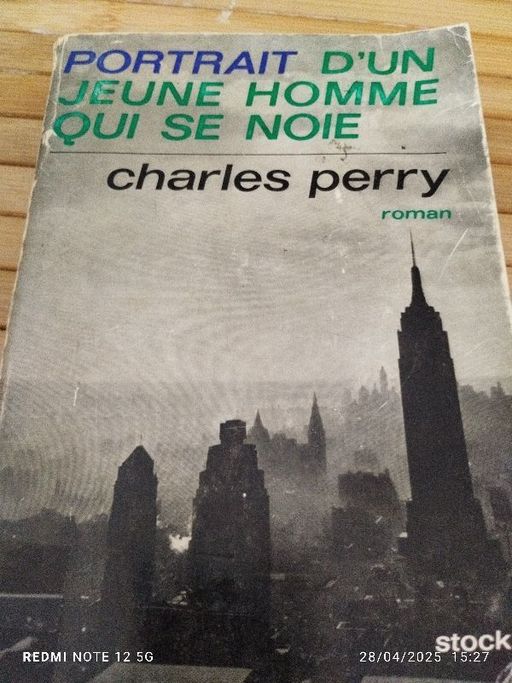 PORTRAIT D'UN
JEUNE HOMME
QUI SE NOIE
charles perry
roman
stock
REDMI NOTE 12 5G
28/04/2025 15:27